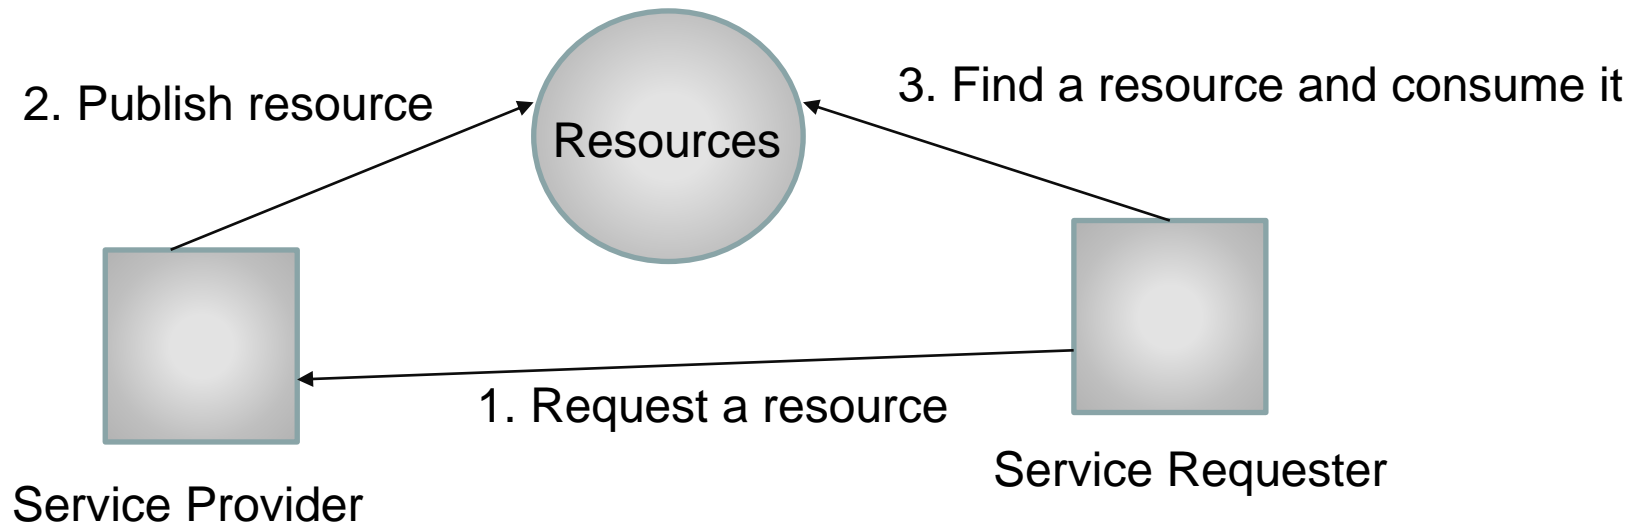 2. Publish resource
3. Find a resource and consume it
Resources
1. Request a resource
Service Requester
Service Provider